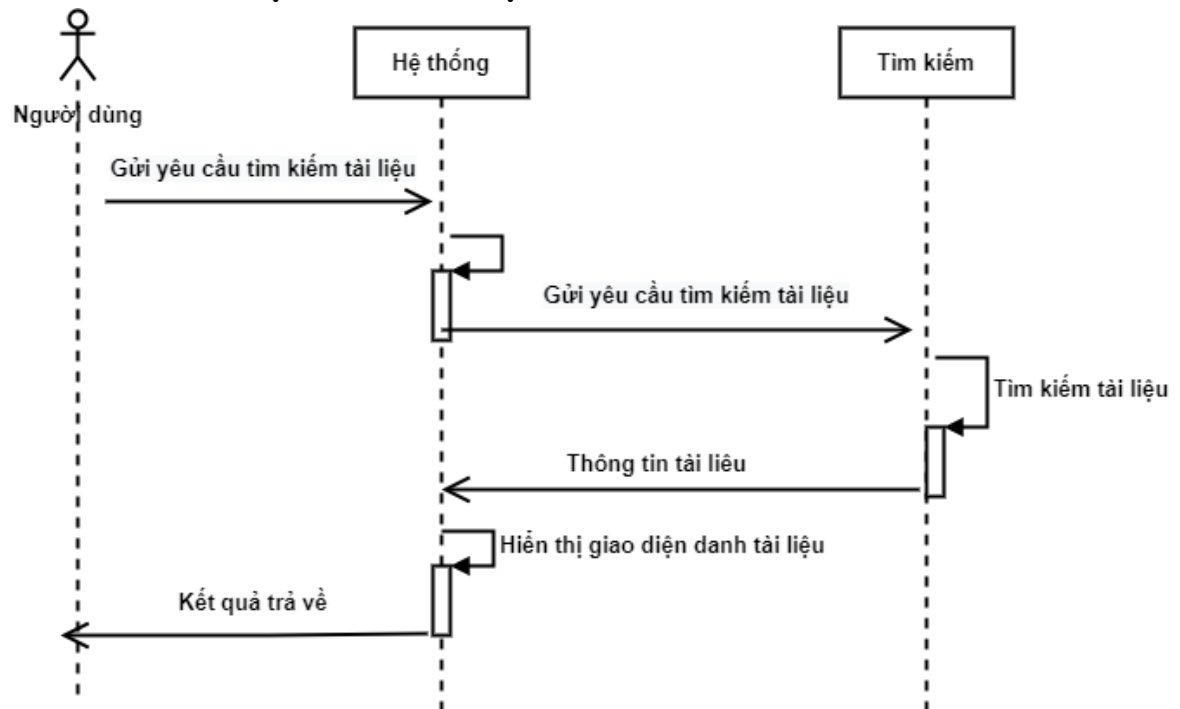 Hệ thống
Tìm kiếm
Người dùng
Gửi yêu cầu tìm kiếm tài liệu
Gửi yêu cầu tìm kiếm tài liệu
Tìm kiếm tài liệu
Thông tin tài liêu
Hiển thị giao diện danh tài liệu
Kết quả trả về